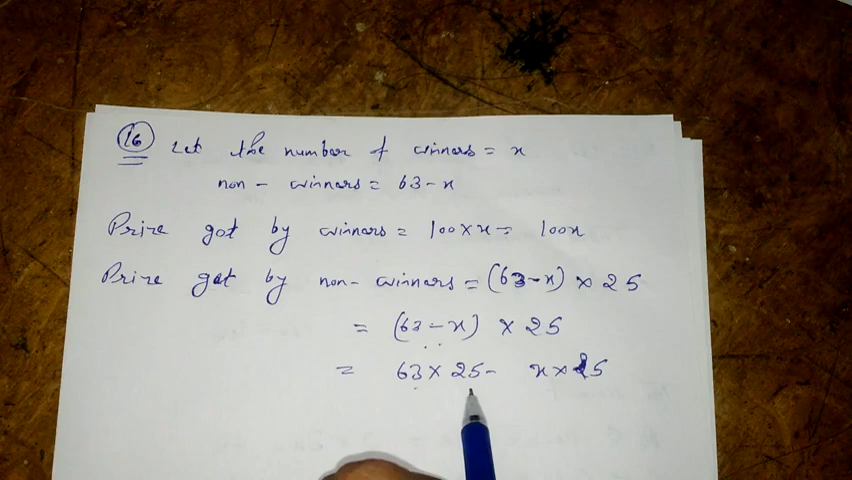 16 Let the number of winners = x
non - winners = 63 - x
Prize got by winners = 100 × x = 100x
Prize got by non- winners = (63 - x) × 25
= (63 - x) × 25
= 63 × 25 - x × 25